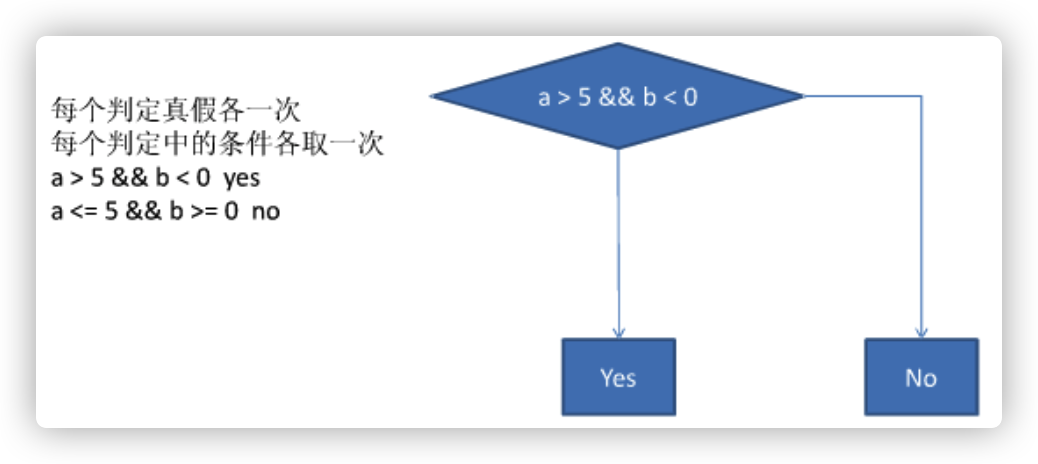 每个判定真假各一次
每个判定中的条件各取一次
a > 5 && b < 0  yes
a <= 5 && b >= 0  no
a > 5 && b < 0
Yes
No